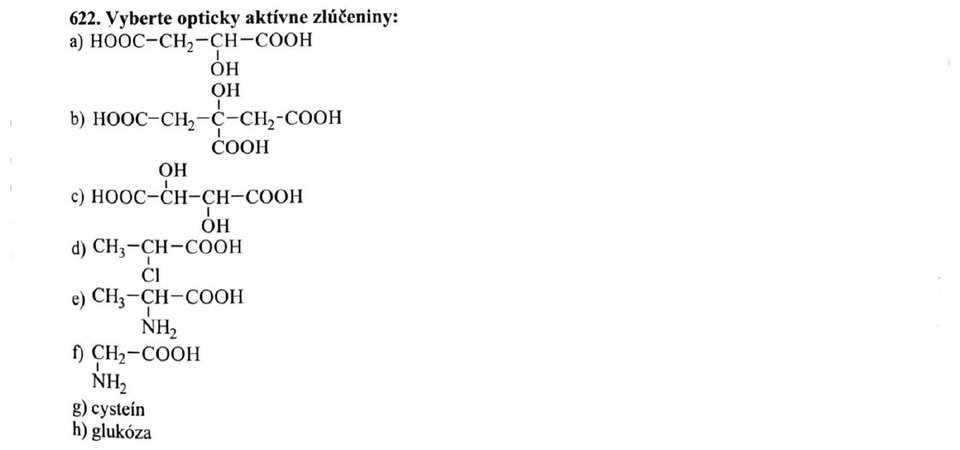 622. Vyberte opticky aktívne zlúčeniny:
a) HOOC-CH₂-CH-COOH
OH
OH
b) HOOC-CH₂-C-CH₂-COOH
COOH
OH
c) HOOC-CH-CH-COOH
OH
d) CH₃-CH-COOH
Cl
e) CH₃-CH-COOH
NH₂
f) CH₂-COOH
NH₂
g) cysteín
h) glukóza